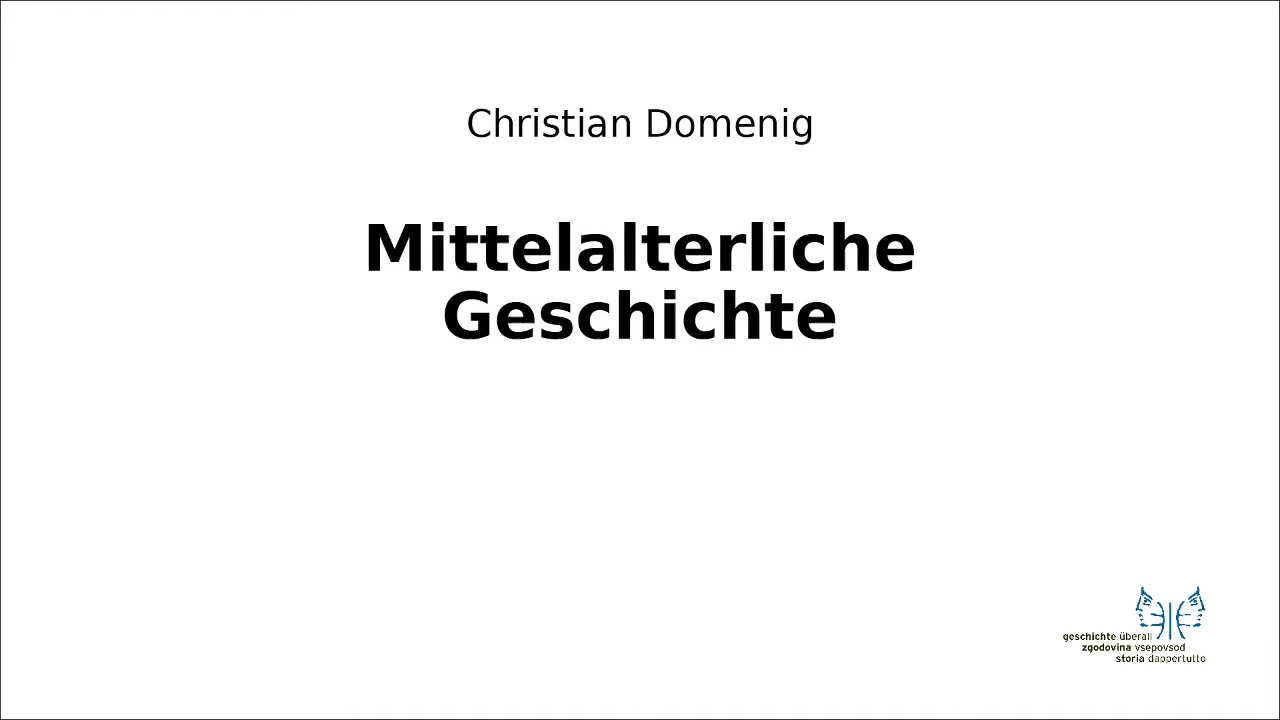 Christian Domenig
Mittelalterliche
Geschichte
geschichte überall
zgodovina vsepovsod
storia dappertutto